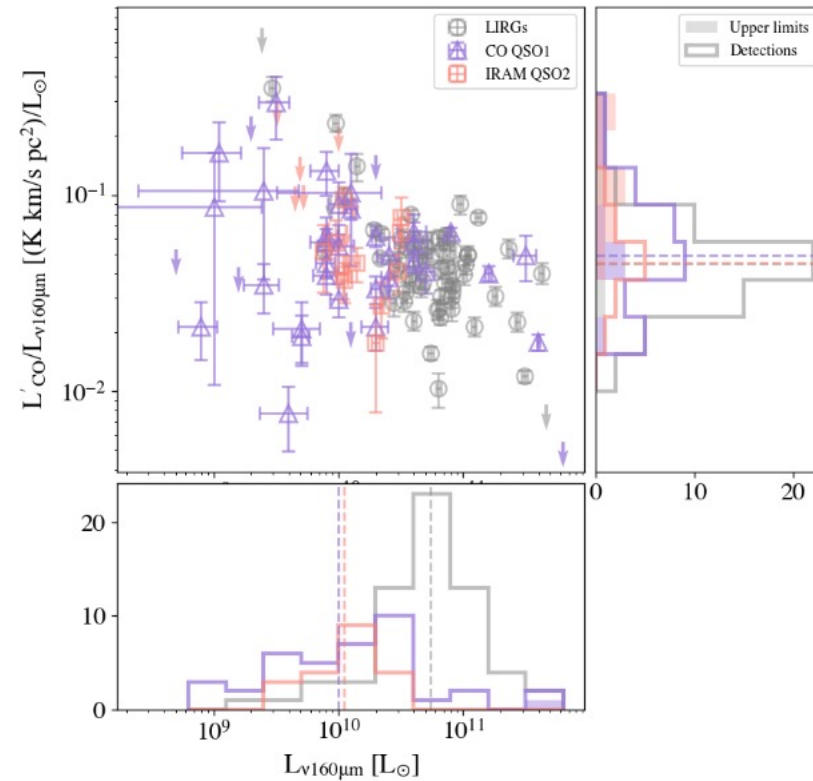 LIRGs
CO QSO1
IRAM QSO2
Upper limits
Detections
L′CO/Lν160μm [(K km/s pc²)/L⊙]
10⁻¹
10⁻²
0 10 20
20
10
0
10⁹ 10¹⁰ 10¹¹
Lν160μm [L⊙]